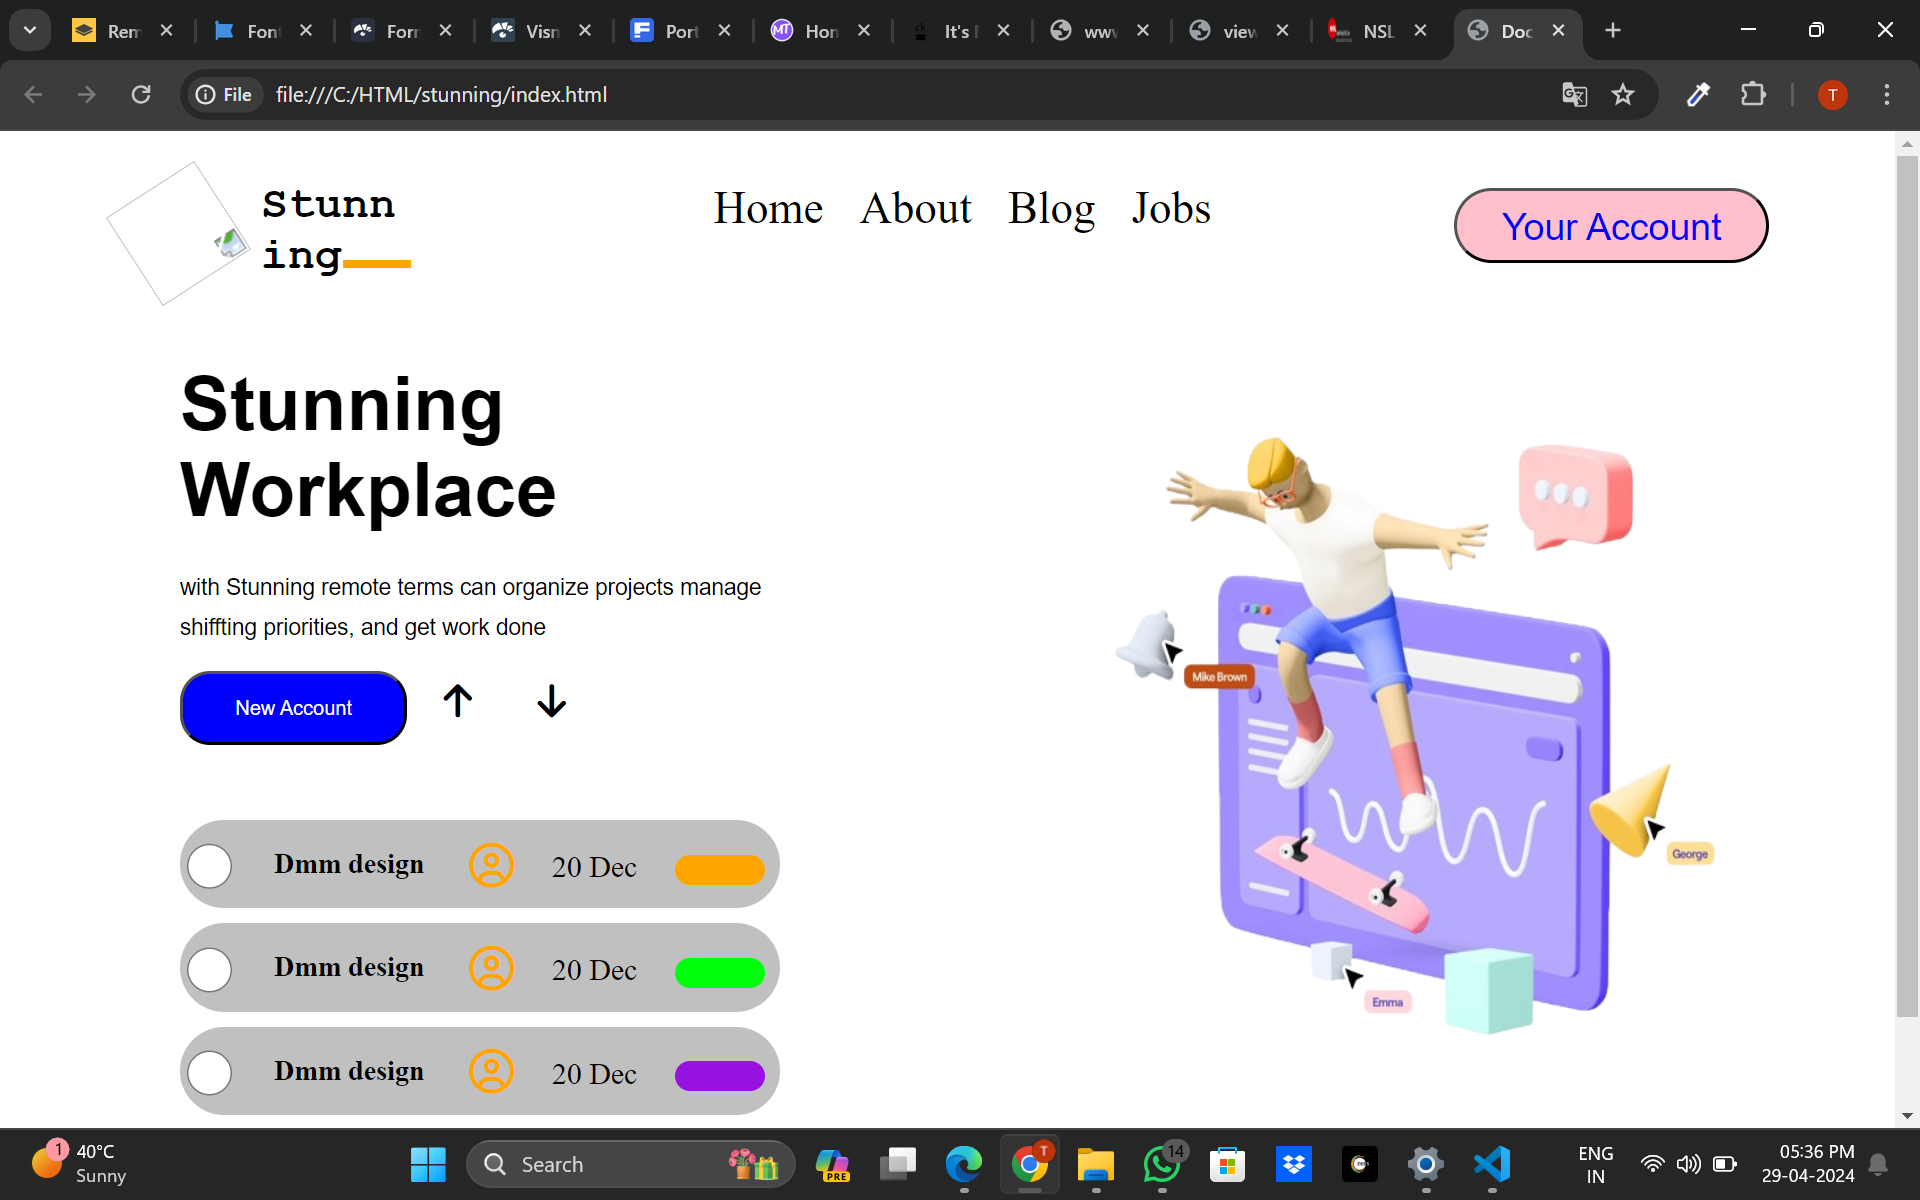 Rem
Font
Forr
Visn
Port
Hon
It's
www
view
NSL
Doc
File
file:///C:/HTML/stunning/index.html
T
Stunn
ing
Home About Blog Jobs
Your Account
Stunning
Workplace
with Stunning remote terms can organize projects manage
shiffting priorities, and get work done
New Account
Mike Brown
George
Emma
Dmm design 20 Dec
Dmm design 20 Dec
Dmm design 20 Dec
1
40°C
Sunny
Search
PRE
T
14
ENG
IN
05:36 PM
29-04-2024